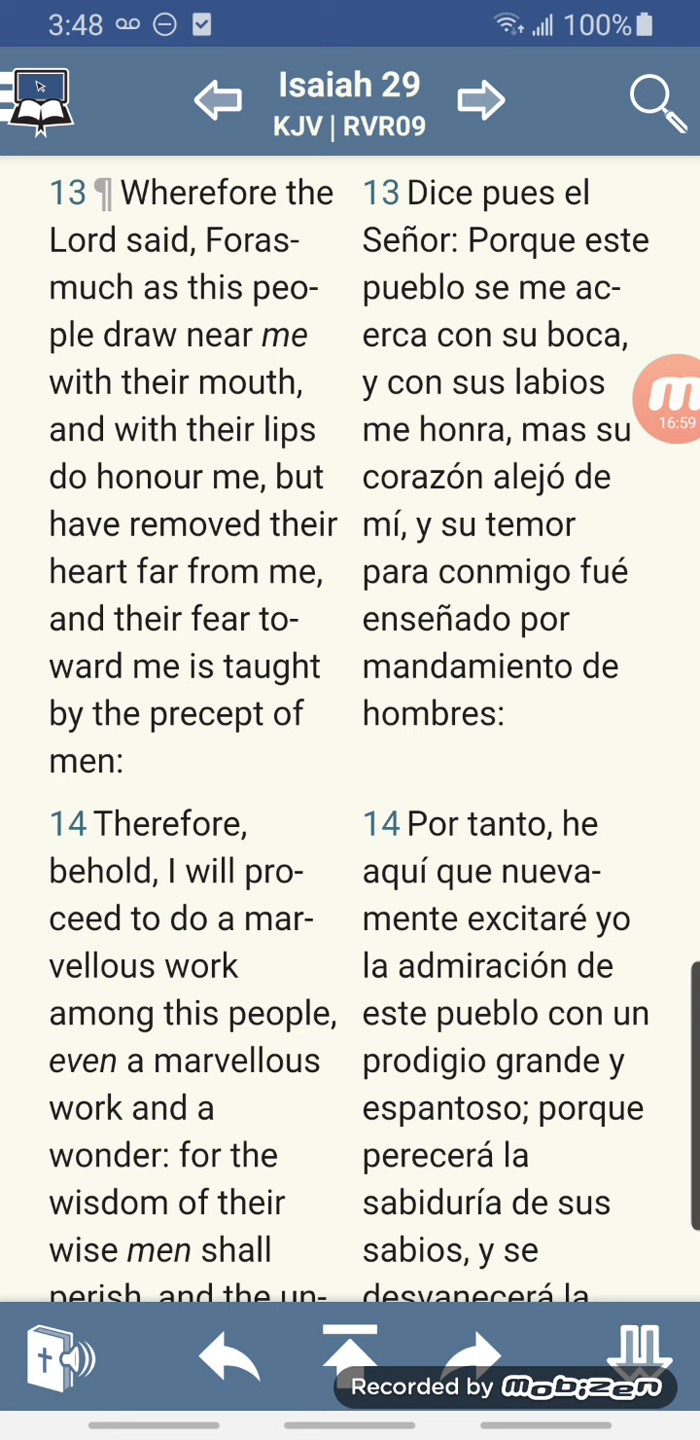 3:48
100%
Isaiah 29
KJV | RVR09
13 ¶ Wherefore the
Lord said, Foras-
much as this peo-
ple draw near me
with their mouth,
and with their lips
do honour me, but
have removed their
heart far from me,
and their fear to-
ward me is taught
by the precept of
men:
14 Therefore,
behold, I will pro-
ceed to do a mar-
vellous work
among this people,
even a marvellous
work and a
wonder: for the
wisdom of their
wise men shall
perish, and the un-
13 Dice pues el
Señor: Porque este
pueblo se me ac-
erca con su boca,
y con sus labios
me honra, mas su
corazón alejó de
mí, y su temor
para conmigo fué
enseñado por
mandamiento de
hombres:
14 Por tanto, he
aquí que nueva-
mente excitaré yo
la admiración de
este pueblo con un
prodigio grande y
espantoso; porque
perecerá la
sabiduría de sus
sabios, y se
desvanecerá la
m
16:59
Recorded by Mobizen